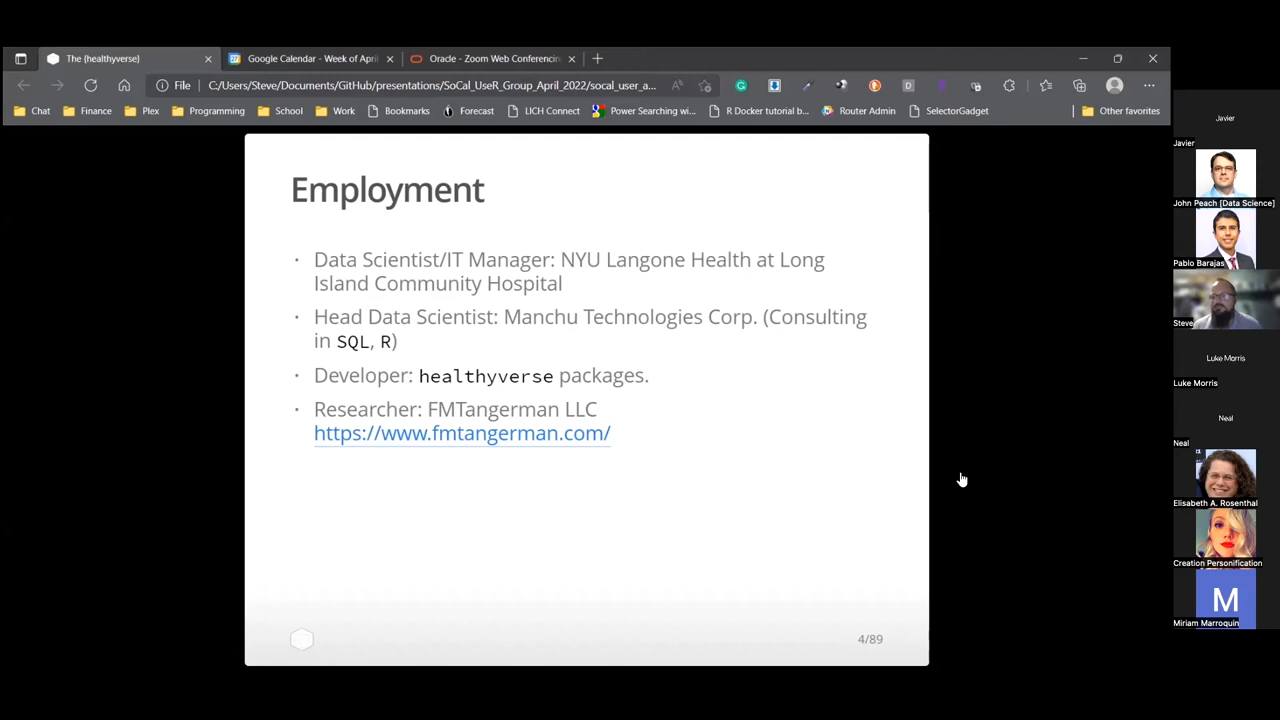 The {healthyverse}
Google Calendar - Week of April
Oracle - Zoom Web Conferencin
File
C:/Users/Steve/Documents/GitHub/presentations/SoCal_UseR_Group_April_2022/socal_user_a...
Chat
Finance
Plex
Programming
School
Work
Bookmarks
Forecast
LICH Connect
Power Searching wi...
R Docker tutorial b...
Router Admin
SelectorGadget
Other favorites
Employment
· Data Scientist/IT Manager: NYU Langone Health at Long
Island Community Hospital
· Head Data Scientist: Manchu Technologies Corp. (Consulting
in SQL, R)
· Developer: healthyverse packages.
· Researcher: FMTangerman LLC
https://www.fmtangerman.com/
4/89
Javier
Javier
John Peach [Data Science]
Pablo Barajas
Steve
Luke Morris
Luke Morris
Neal
Neal
Elisabeth A. Rosenthal
Creation Personification
M
Miriam Marroquin